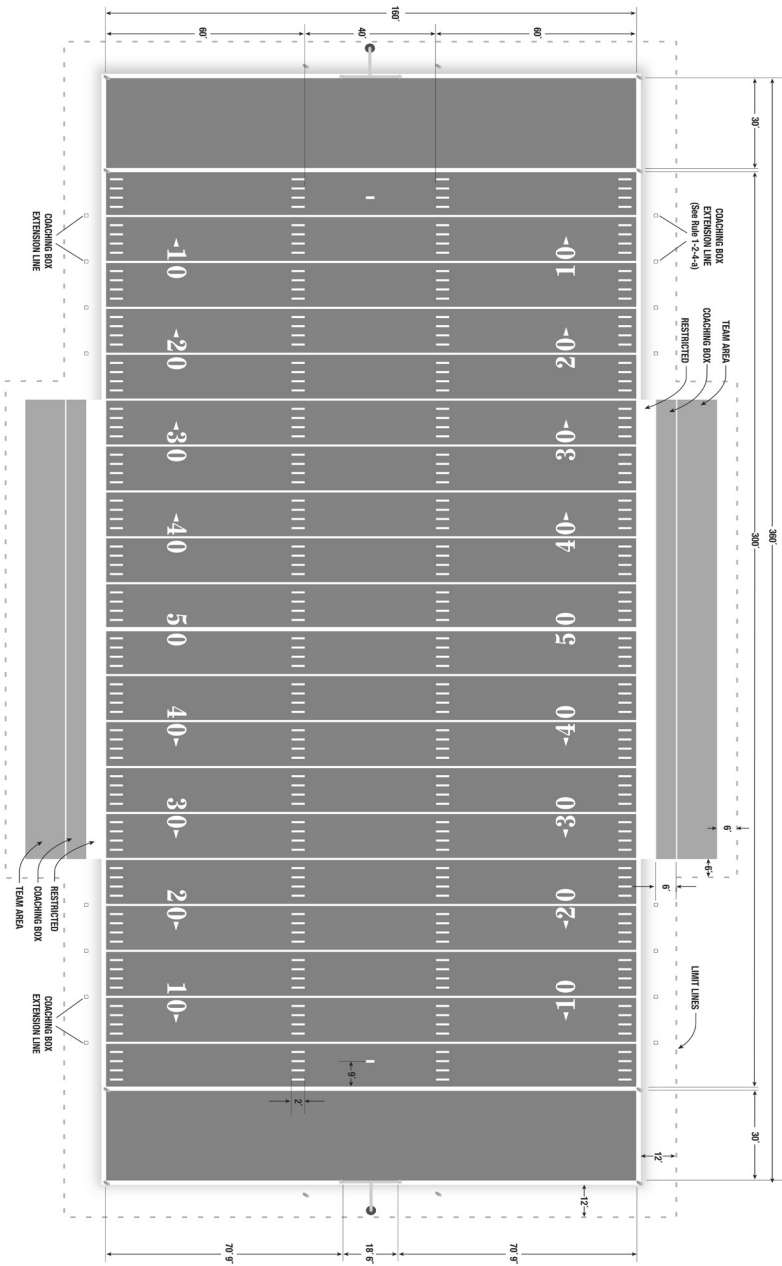 360´
30´
300´
30´
LIMIT LINES
6´
6´
6´
12´
12´
TEAM AREA
COACHING BOX
RESTRICTED
COACHING BOX
EXTENSION LINE
(See Rule 1-2-4-a)
160´
60´
40´
60´
70´ 9˝
18´ 6˝
70´ 9˝
10 20 30 40 50 40 30 20 10
9´
2´
10 20 30 40 50 40 30 20 10
COACHING BOX
EXTENSION LINE
RESTRICTED
COACHING BOX
TEAM AREA
COACHING BOX
EXTENSION LINE